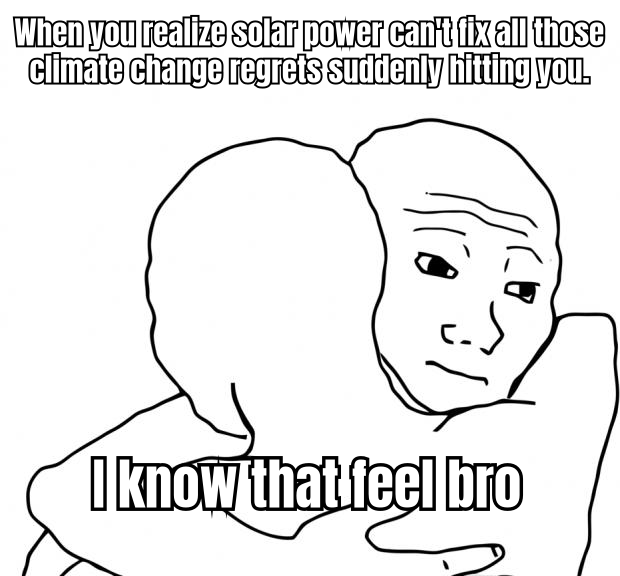 When you realize solar power can't fix all those
climate change regrets suddenly hitting you.
I know that feel bro